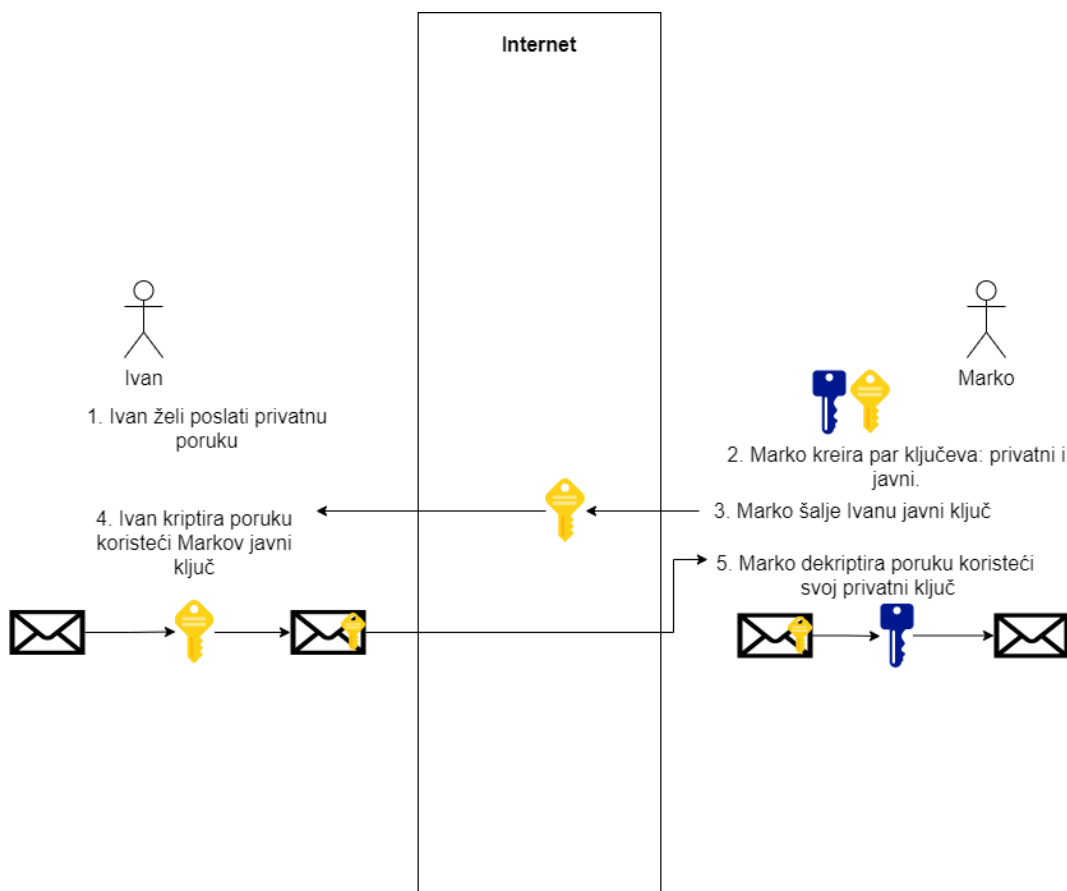 Internet
Ivan
Marko
1. Ivan želi poslati privatnu
poruku
2. Marko kreira par ključeva: privatni i
javni.
3. Marko šalje Ivanu javni ključ
4. Ivan kriptira poruku
koristeći Markov javni
ključ
5. Marko dekriptira poruku koristeći
svoj privatni ključ